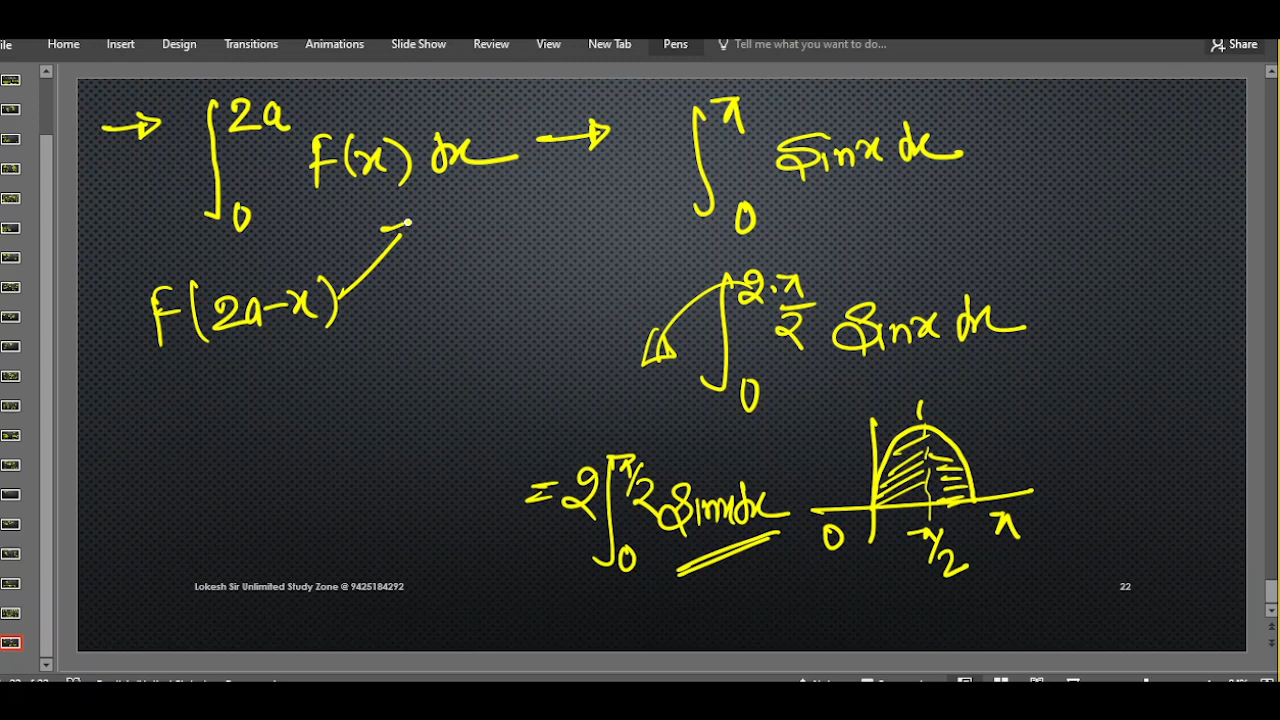 File Home Insert Design Transitions Animations Slide Show Review View New Tab Pens Tell me what you want to do... Share
→ ∫₀^{2a} F(x) dx → ∫₀^{π} Sinx dx
F(2a-x)
∫₀^{2·π/2} Sinx dx
1
= 2∫₀^{π/2} Sinx dx
0 π/2 π
Lokesh Sir Unlimited Study Zone @ 9425184292 22